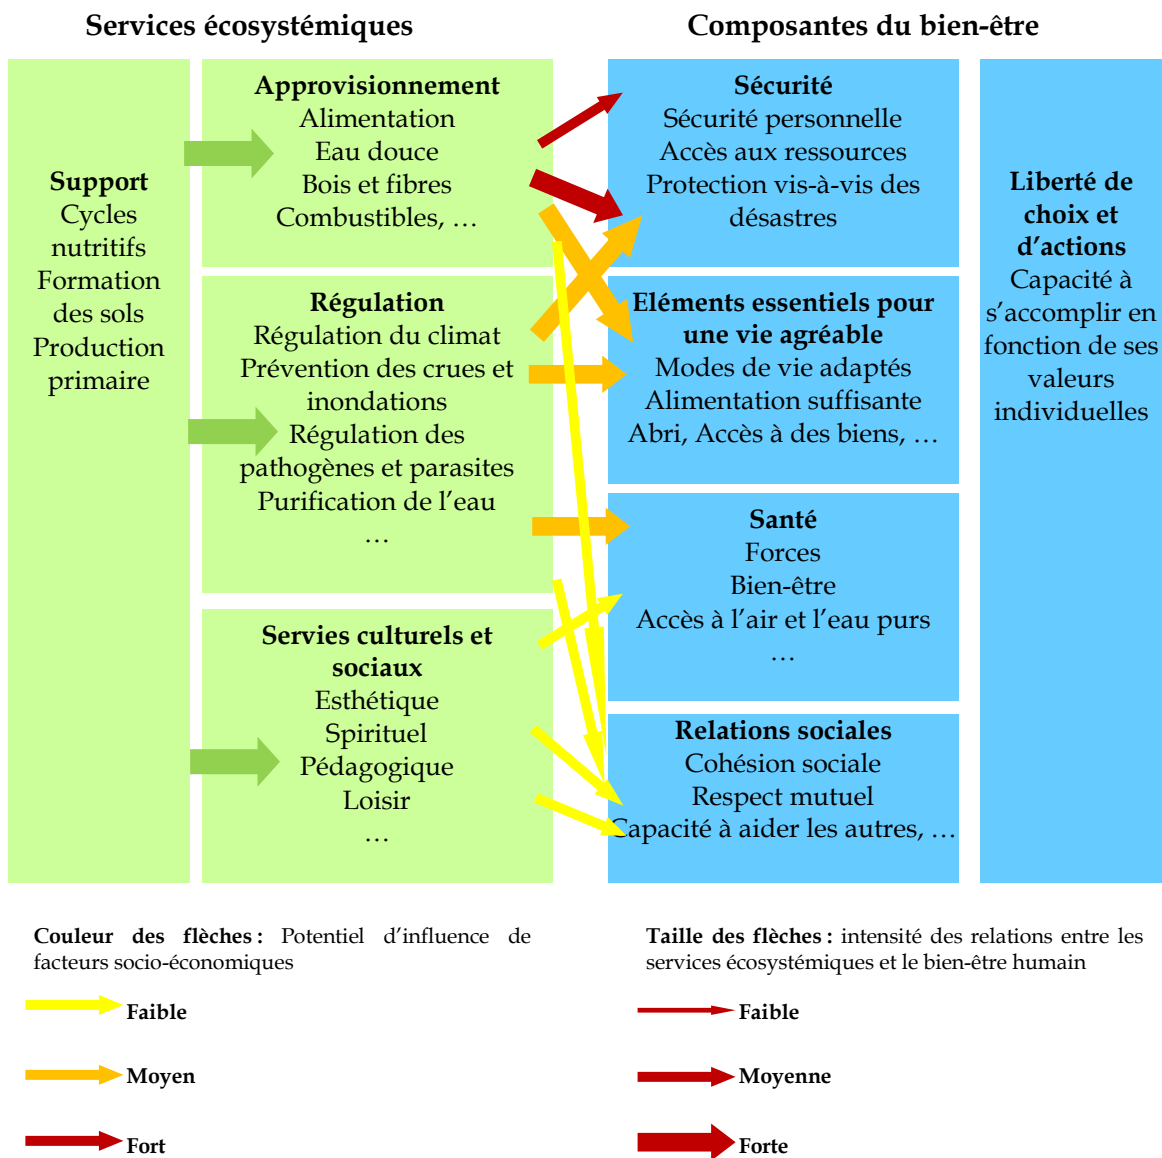 Services écosystémiques
Composantes du bien-être
Support
Cycles
nutritifs
Formation
des sols
Production
primaire
Approvisionnement
Alimentation
Eau douce
Bois et fibres
Combustibles, …
Régulation
Régulation du climat
Prévention des crues et
inondations
Régulation des
pathogènes et parasites
Purification de l’eau
…
Servies culturels et
sociaux
Esthétique
Spirituel
Pédagogique
Loisir
…
Sécurité
Sécurité personnelle
Accès aux ressources
Protection vis-à-vis des
désastres
Eléments essentiels pour
une vie agréable
Modes de vie adaptés
Alimentation suffisante
Abri, Accès à des biens, …
Santé
Forces
Bien-être
Accès à l’air et l’eau purs
…
Relations sociales
Cohésion sociale
Respect mutuel
Capacité à aider les autres, …
Liberté de
choix et
d’actions
Capacité à
s’accomplir en
fonction de ses
valeurs
individuelles
Couleur des flèches : Potentiel d’influence de
facteurs socio-économiques
Faible
Moyen
Fort
Taille des flèches : intensité des relations entre les
services écosystémiques et le bien-être humain
Faible
Moyenne
Forte